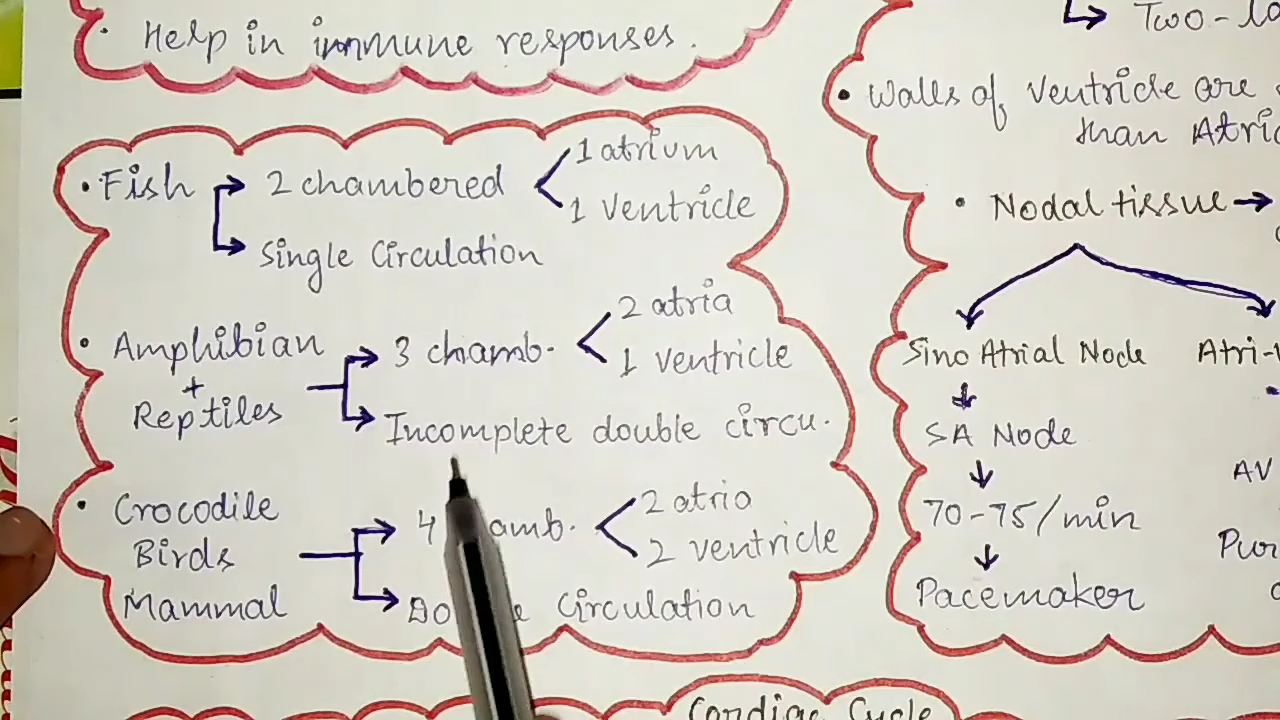 · Help in immune responses.
· Fish → 2 chambered < 1 atrium
1 Ventricle
→ Single Circulation
· Amphibian + Reptiles → 3 chamb. < 2 atria
1 ventricle
→ Incomplete double circu.
· Crocodile Birds Mammal → 4 < 2 atria
2 ventricle
→ Circulation
↳ Two-
· Walls of Ventricle are
than
· Nodal tissue →
Sino Atrial Node
↓
SA Node
↓
70-75/min
↓
Pacemaker
AV
Cardiac Cycle